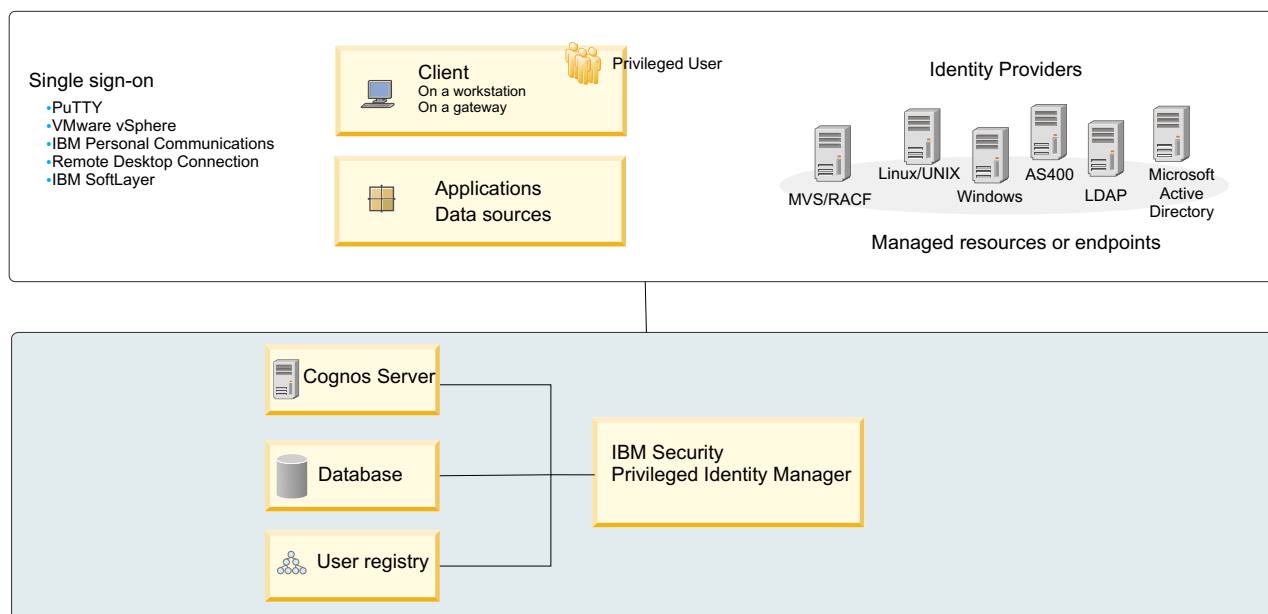 Single sign-on
•PuTTY
•VMware vSphere
•IBM Personal Communications
•Remote Desktop Connection
•IBM SoftLayer
Client
On a workstation
On a gateway
Privileged User
Applications
Data sources
Identity Providers
MVS/RACF
Linux/UNIX
Windows
AS400
LDAP
Microsoft
Active
Directory
Managed resources or endpoints
Cognos Server
Database
User registry
IBM Security
Privileged Identity Manager